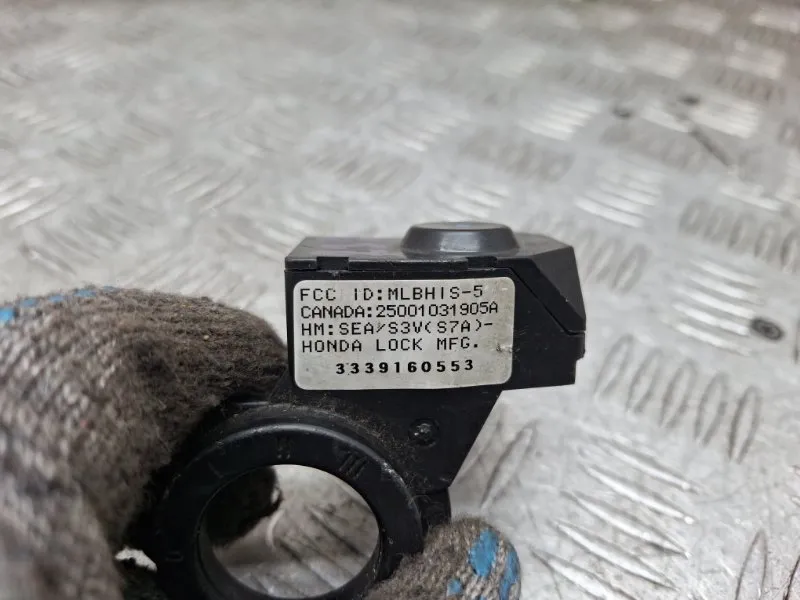 FCC ID:MLBHIS-5
CANADA:25001031905A
HM:SEA/S3V(S7A)-
HONDA LOCK MFG.
3339160553